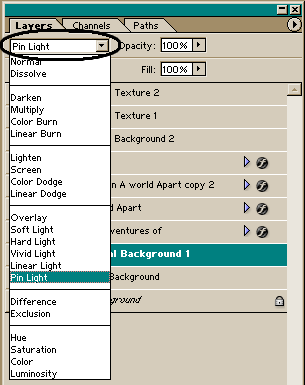 Layers Channels Paths
Pin Light Opacity: 100%
Normal Fill: 100%
Dissolve
Texture 2
Darken
Multiply Texture 1
Color Burn
Linear Burn Background 2
Lighten
Screen
Color Dodge n A world Apart copy 2
Linear Dodge
d Apart
Overlay
Soft Light ventures of
Hard Light
Vivid Light al Background 1
Linear Light
Pin Light Background
Difference ground
Exclusion
Hue
Saturation
Color
Luminosity